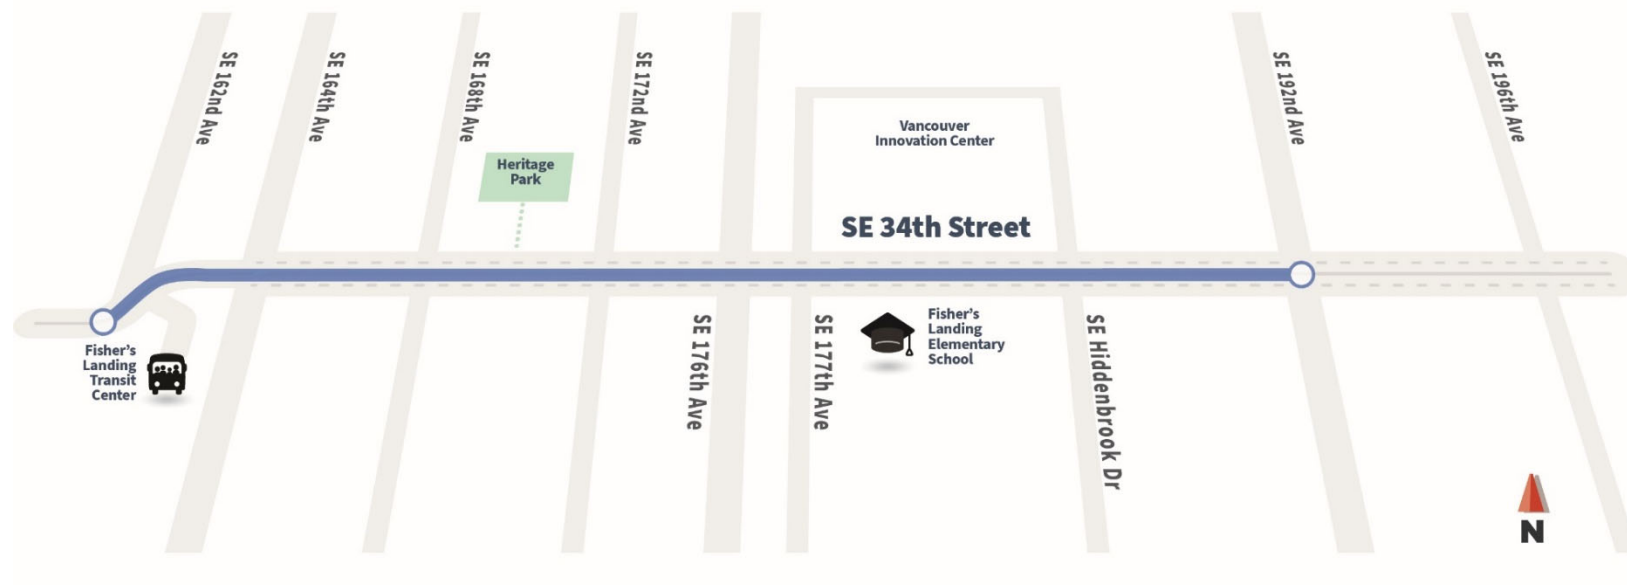 SE 162nd Ave
SE 164th Ave
SE 168th Ave
SE 172nd Ave
SE 192nd Ave
SE 196th Ave
Vancouver
Innovation Center
Heritage
Park
SE 34th Street
SE 176th Ave
SE 177th Ave
Fisher's
Landing
Elementary
School
SE Hiddenbrook Dr
Fisher's
Landing
Transit
Center
N